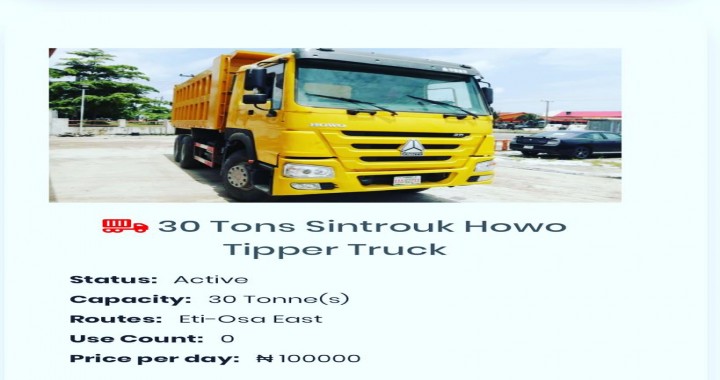 30 Tons Sintrouk Howo
Tipper Truck
Status: Active
Capacity: 30 Tonne(s)
Routes: Eti-Osa East
Use Count: 0
Price per day: ₦100000